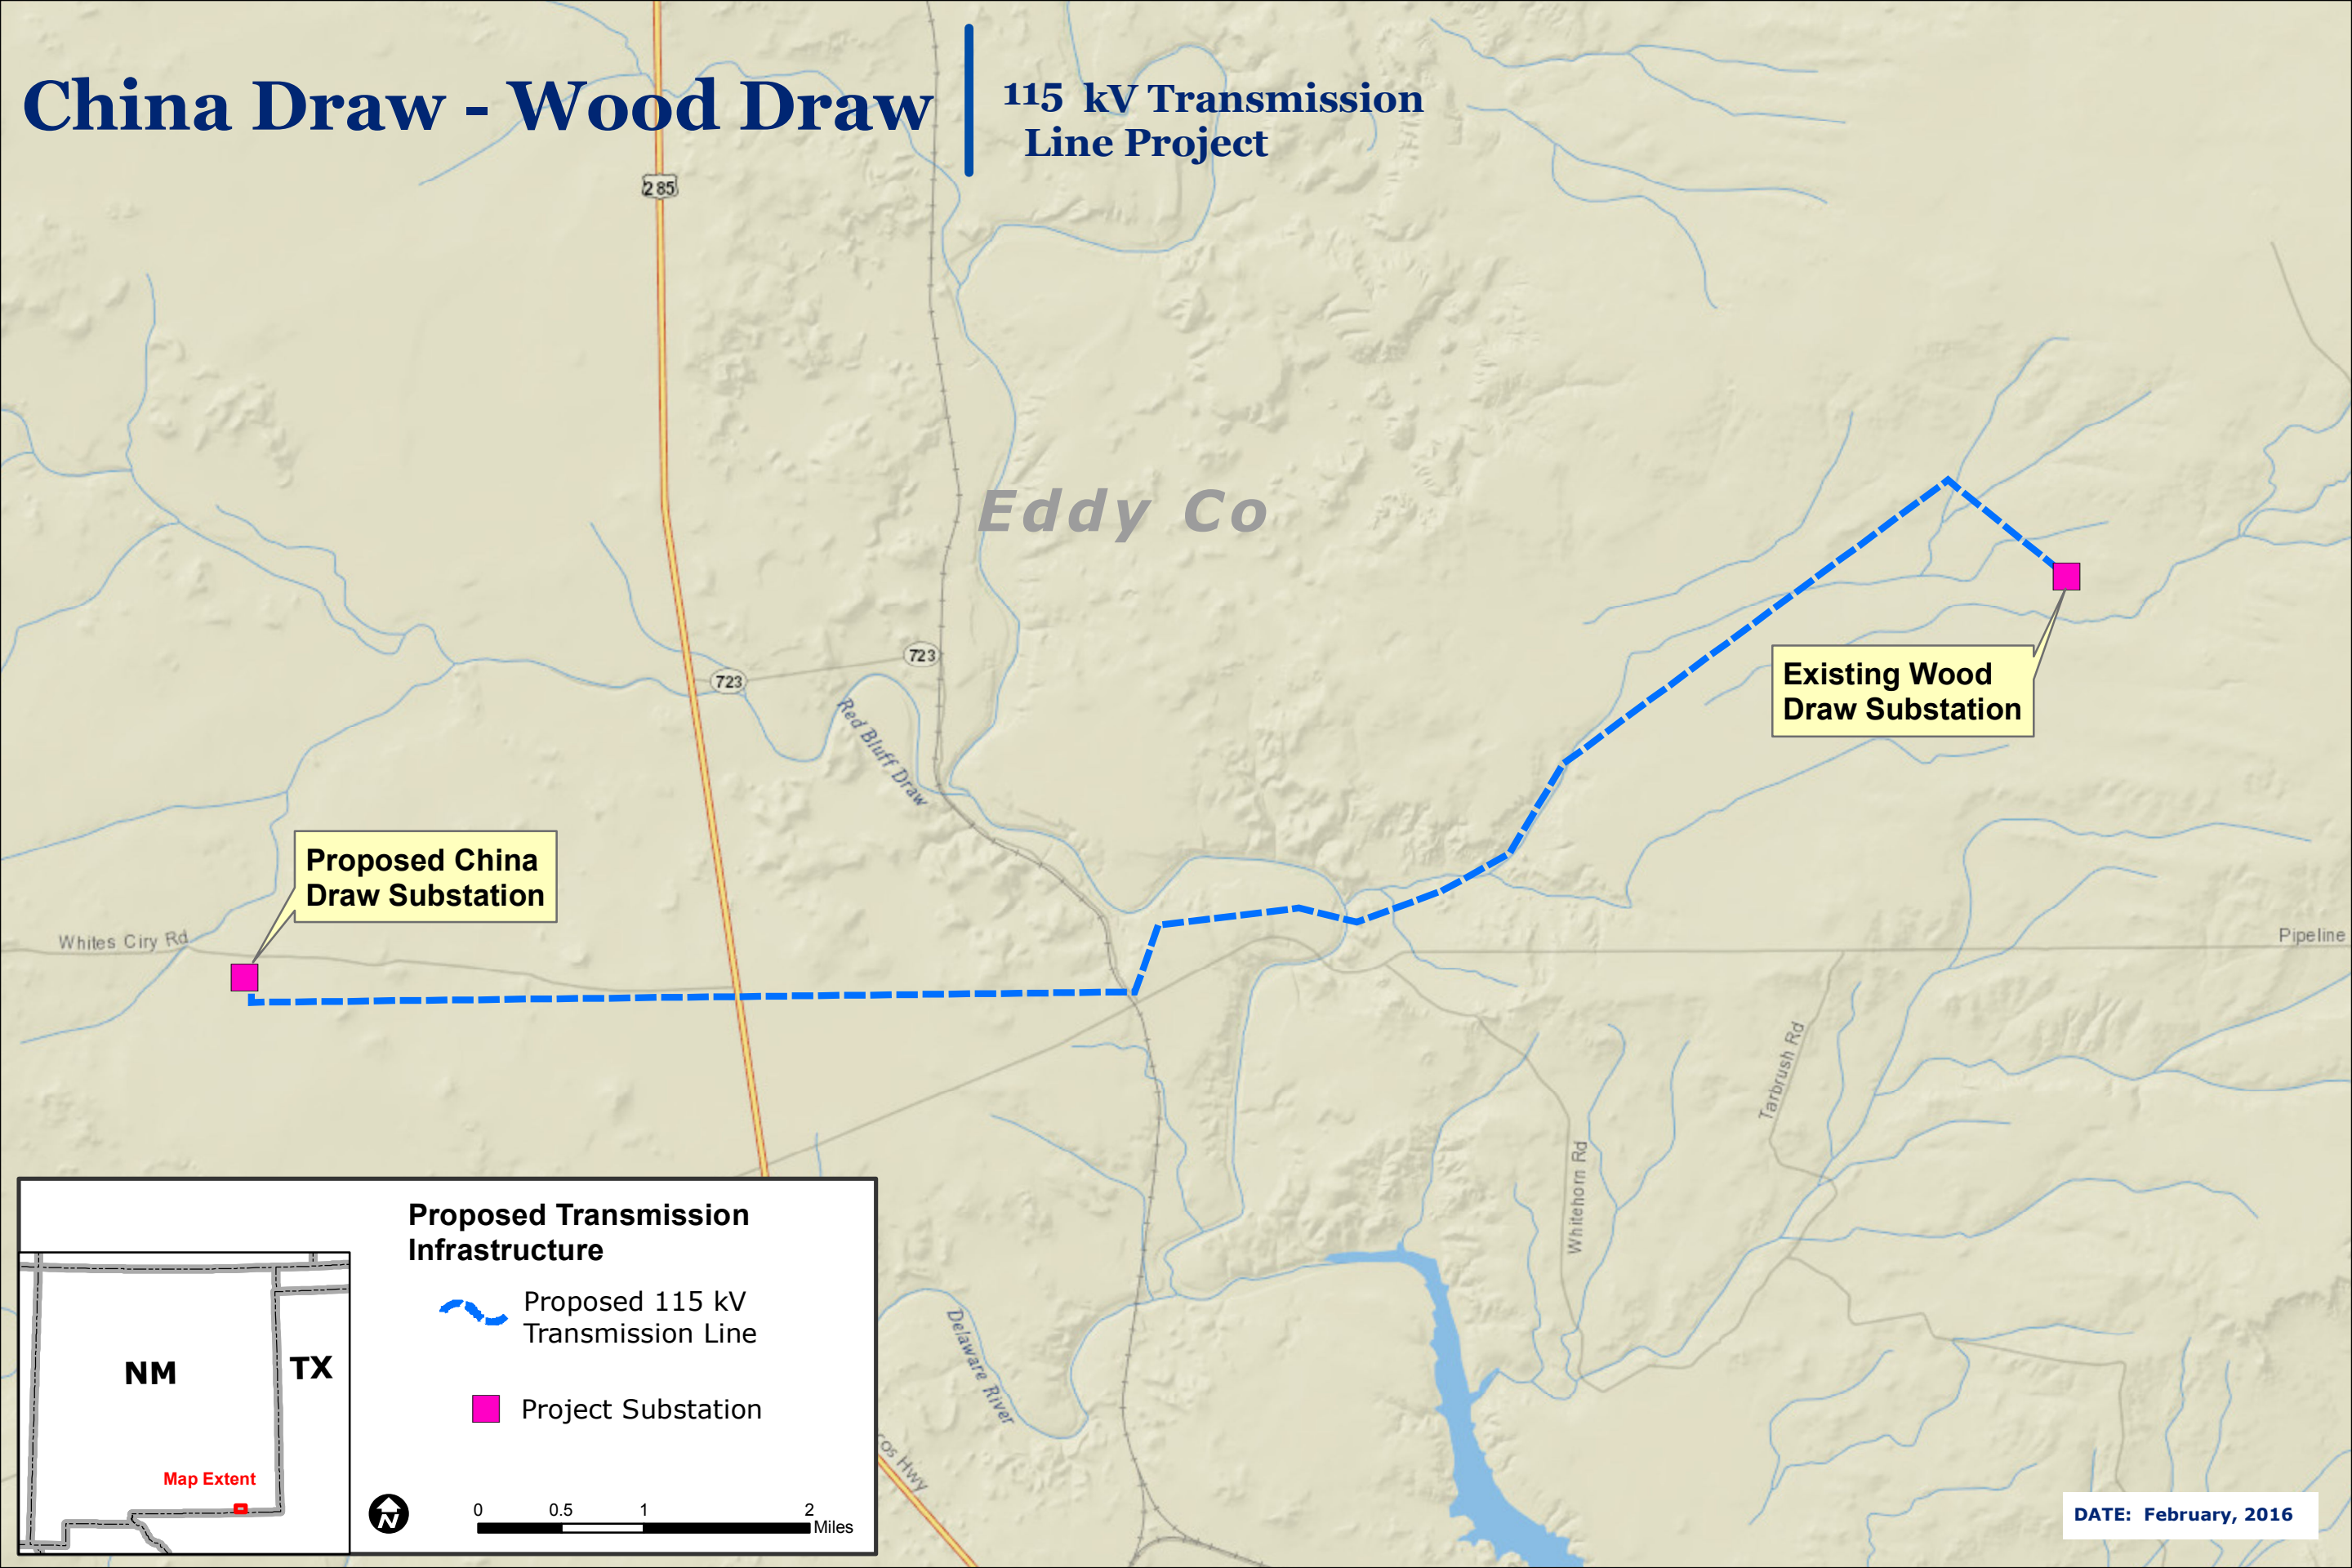 China Draw - Wood Draw
115 kV Transmission
Line Project
285
Eddy Co
723
723
Red Bluff Draw
Existing Wood
Draw Substation
Proposed China
Draw Substation
Whites Ciry Rd
Pipeline
Tarbrush Rd
Whitehorn Rd
Delaware River
cos Hwy
Proposed Transmission
Infrastructure
Proposed 115 kV
Transmission Line
Project Substation
NM
TX
Map Extent
N
0 0.5 1 2
Miles
DATE: February, 2016